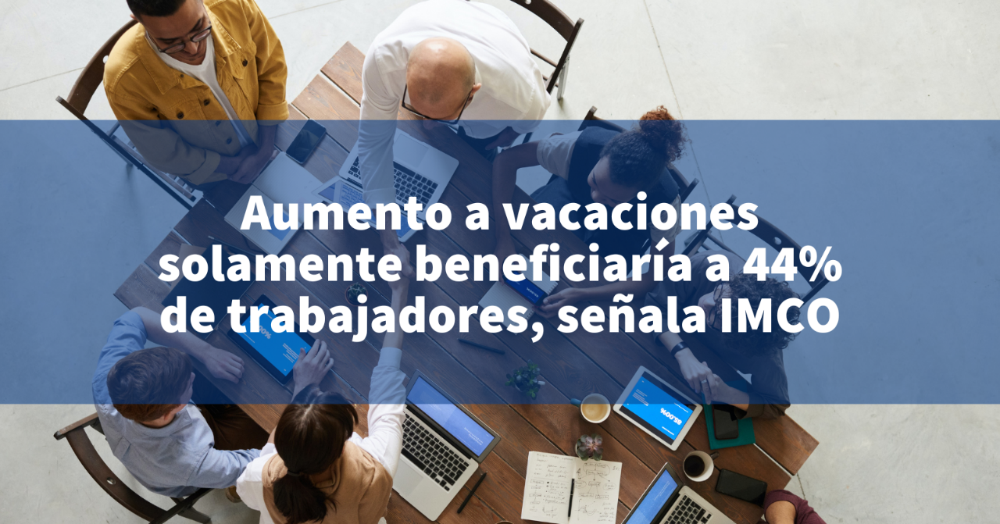 Aumento a vacaciones
solamente beneficiaría a 44%
de trabajadores, señala IMCO